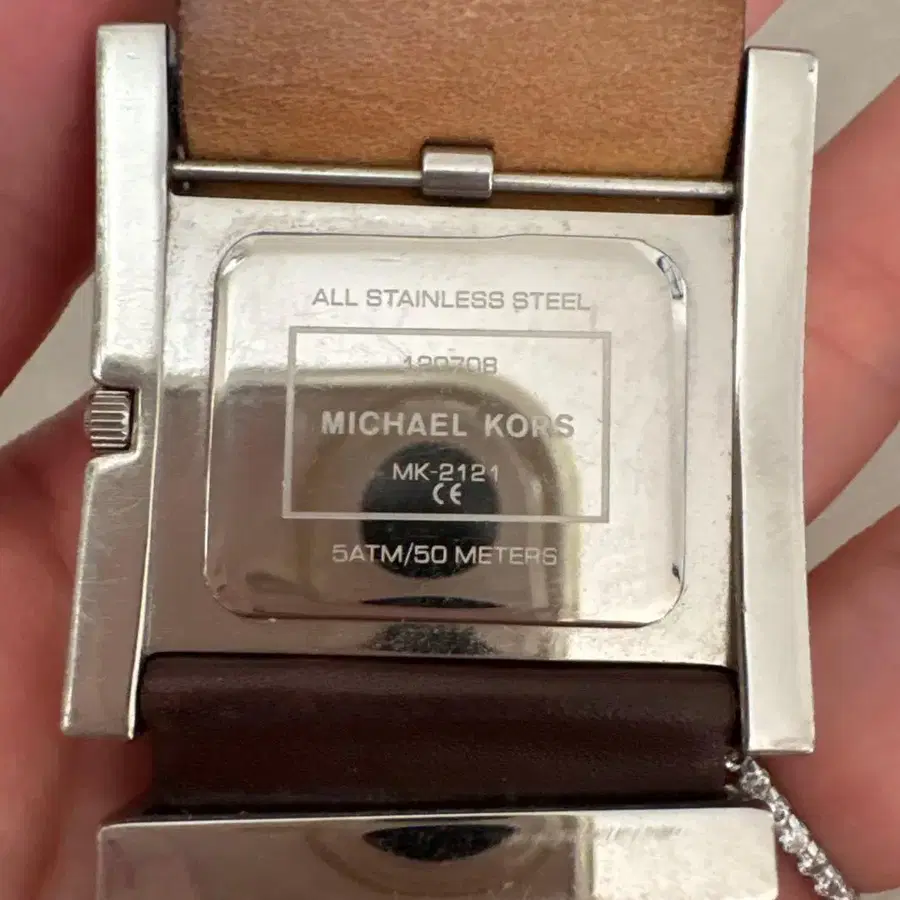 ALL STAINLESS STEEL
120708
MICHAEL KORS
MK-2121
CE
5ATM/50 METERS